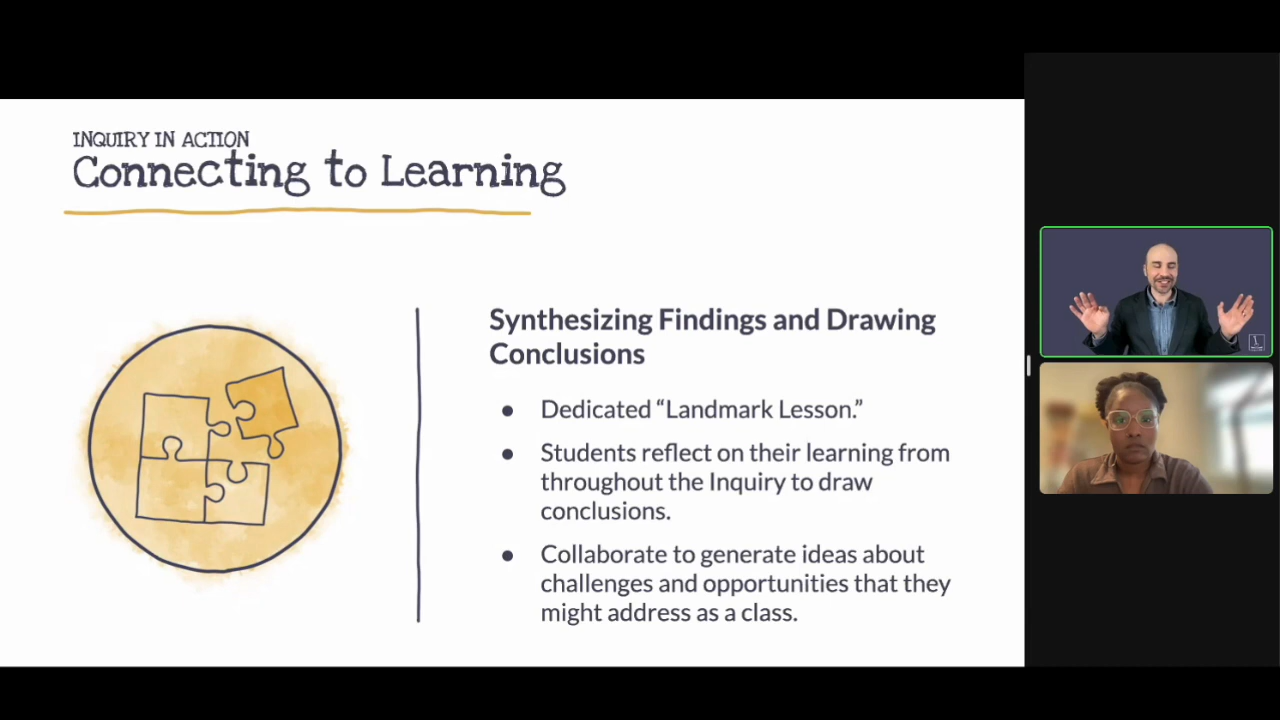 INQUIRY IN ACTION
Connecting to Learning
Synthesizing Findings and Drawing
Conclusions
● Dedicated “Landmark Lesson.”
● Students reflect on their learning from
throughout the Inquiry to draw
conclusions.
● Collaborate to generate ideas about
challenges and opportunities that they
might address as a class.